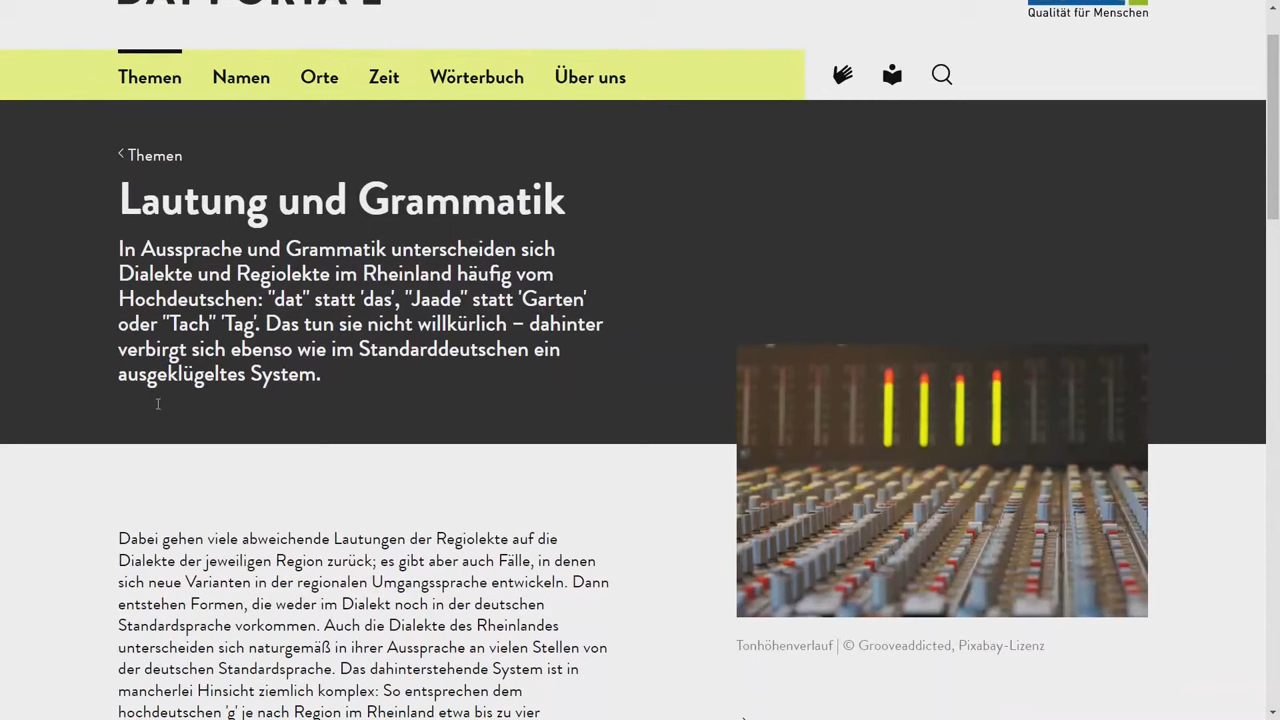 Qualität für Menschen
Themen Namen Orte Zeit Wörterbuch Über uns
Themen
Lautung und Grammatik
In Aussprache und Grammatik unterscheiden sich
Dialekte und Regiolekte im Rheinland häufig vom
Hochdeutschen: "dat" statt 'das', "Jaade" statt 'Garten'
oder "Tach" 'Tag'. Das tun sie nicht willkürlich – dahinter
verbirgt sich ebenso wie im Standarddeutschen ein
ausgeklügeltes System.
Dabei gehen viele abweichende Lautungen der Regiolekte auf die
Dialekte der jeweiligen Region zurück; es gibt aber auch Fälle, in denen
sich neue Varianten in der regionalen Umgangssprache entwickeln. Dann
entstehen Formen, die weder im Dialekt noch in der deutschen
Standardsprache vorkommen. Auch die Dialekte des Rheinlandes
unterscheiden sich naturgemäß in ihrer Aussprache an vielen Stellen von
der deutschen Standardsprache. Das dahinterstehende System ist in
mancherlei Hinsicht ziemlich komplex: So entsprechen dem
hochdeutschen 'g' je nach Region im Rheinland etwa bis zu vier
Tonhöhenverlauf | © Grooveaddicted, Pixabay-Lizenz